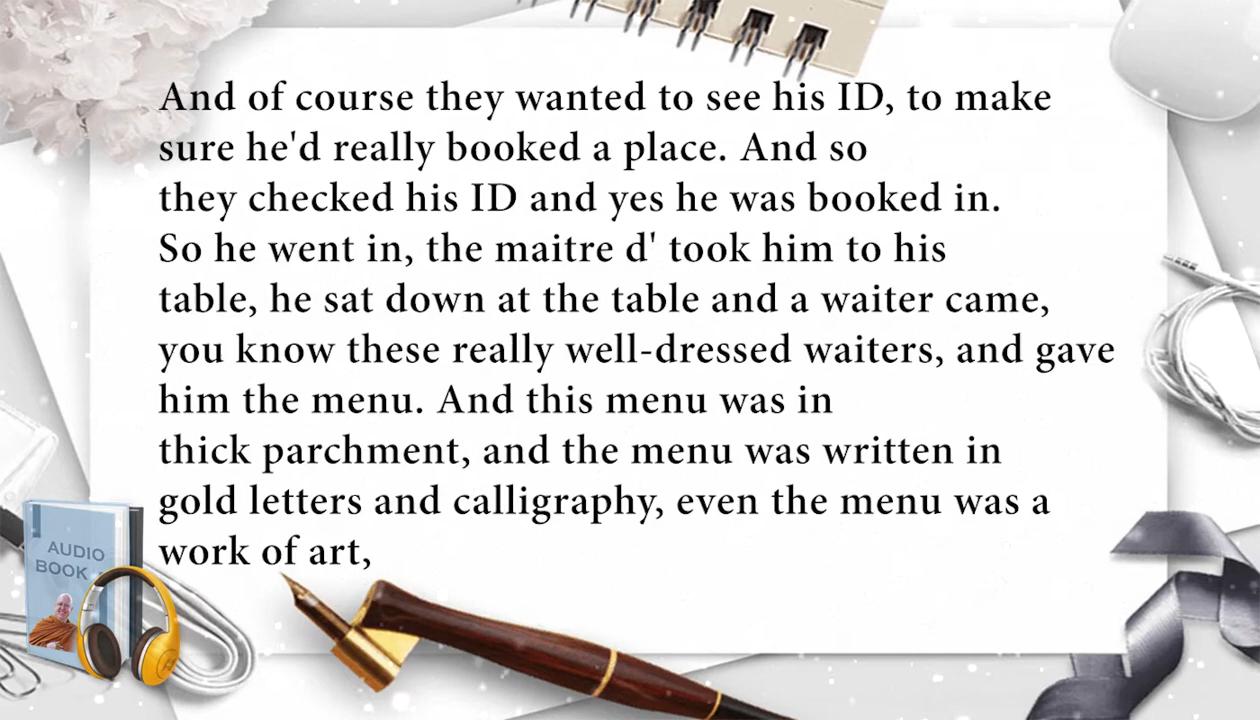 And of course they wanted to see his ID, to make
sure he'd really booked a place. And so
they checked his ID and yes he was booked in.
So he went in, the maitre d' took him to his
table, he sat down at the table and a waiter came,
you know these really well-dressed waiters, and gave
him the menu. And this menu was in
thick parchment, and the menu was written in
gold letters and calligraphy, even the menu was a
work of art,
AUDIO
BOOK